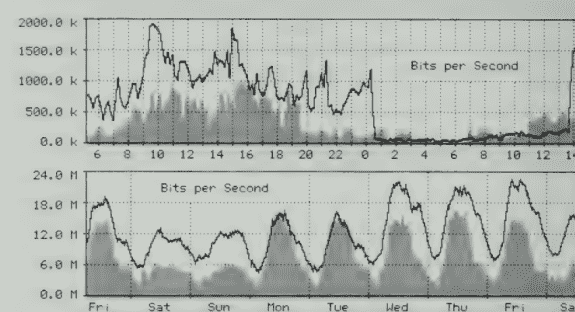 2000.0 k
1500.0 k
Bits per Second
1000.0 k
500.0 k
0.0 k
6 8 10 12 14 16 18 20 22 0 2 4 6 8 10 12 14
24.0 M
Bits per Second
18.0 M
12.0 M
6.0 M
0.0 M
Fri Sat Sun Mon Tue Wed Thu Fri Sa